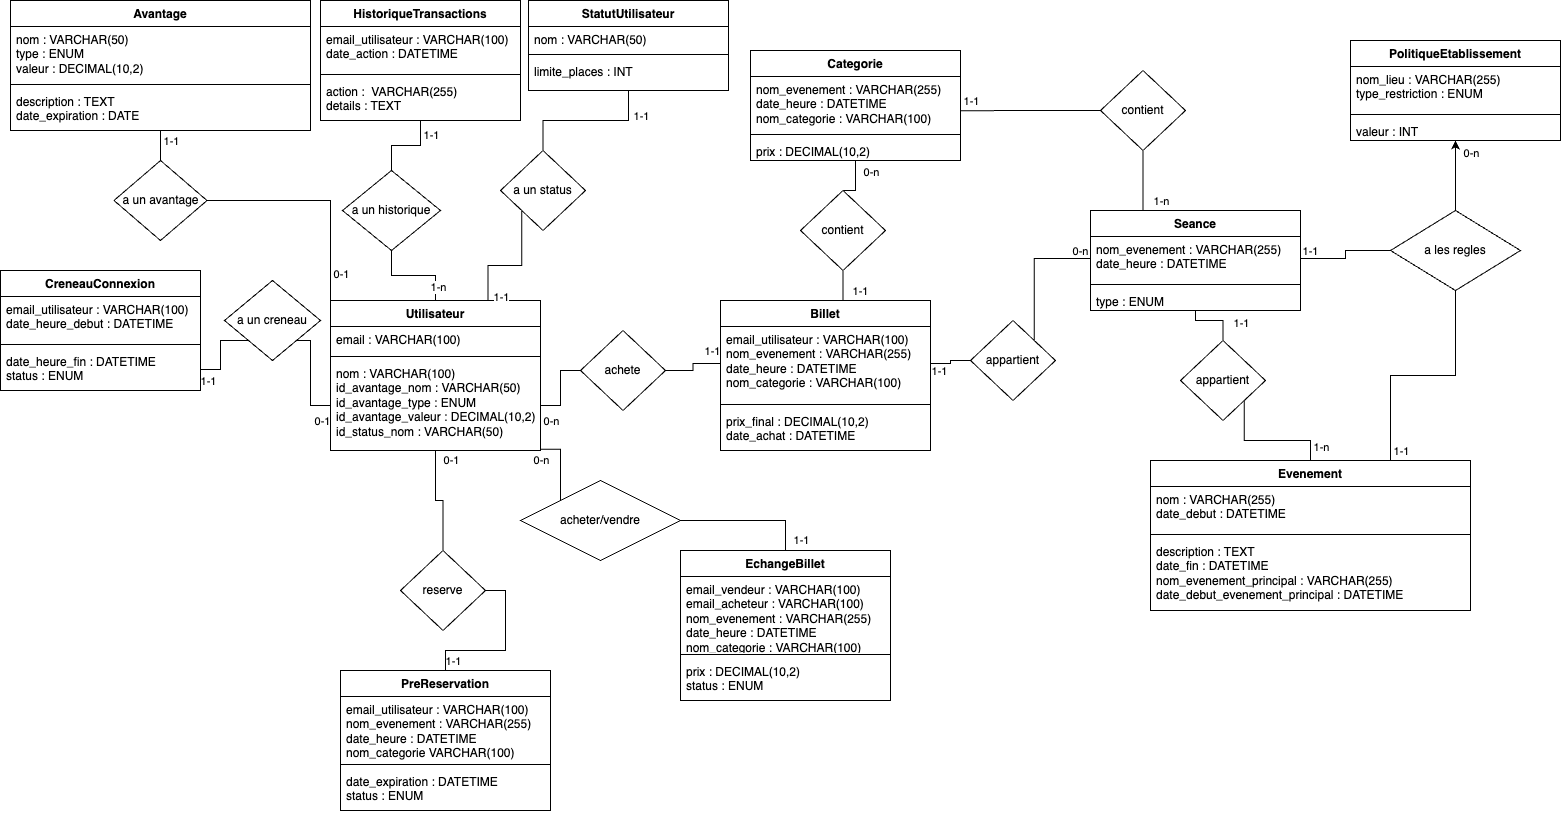 Avantage
nom : VARCHAR(50)
type : ENUM
valeur : DECIMAL(10,2)
description : TEXT
date_expiration : DATE
1-1
a un avantage
0-1
HistoriqueTransactions
email_utilisateur : VARCHAR(100)
date_action : DATETIME
action :  VARCHAR(255)
details : TEXT
1-1
a un historique
1-n
StatutUtilisateur
nom : VARCHAR(50)
limite_places : INT
1-1
a un status
1-1
Categorie
nom_evenement : VARCHAR(255)
date_heure : DATETIME
nom_categorie : VARCHAR(100)
prix : DECIMAL(10,2)
1-1
contient
1-n
0-n
contient
1-1
PolitiqueEtablissement
nom_lieu : VARCHAR(255)
type_restriction : ENUM
valeur : INT
0-n
a les regles
1-1
1-1
Seance
nom_evenement : VARCHAR(255)
date_heure : DATETIME
type : ENUM
0-n
1-1
appartient
1-n
CreneauConnexion
email_utilisateur : VARCHAR(100)
date_heure_debut : DATETIME
date_heure_fin : DATETIME
status : ENUM
1-1
a un creneau
0-1
Utilisateur
email : VARCHAR(100)
nom : VARCHAR(100)
id_avantage_nom : VARCHAR(50)
id_avantage_type : ENUM
id_avantage_valeur : DECIMAL(10,2)
id_status_nom : VARCHAR(50)
0-n
achete
1-1
Billet
email_utilisateur : VARCHAR(100)
nom_evenement : VARCHAR(255)
date_heure : DATETIME
nom_categorie : VARCHAR(100)
prix_final : DECIMAL(10,2)
date_achat : DATETIME
1-1
appartient
Evenement
nom : VARCHAR(255)
date_debut : DATETIME
description : TEXT
date_fin : DATETIME
nom_evenement_principal : VARCHAR(255)
date_debut_evenement_principal : DATETIME
0-1
0-n
acheter/vendre
1-1
EchangeBillet
email_vendeur : VARCHAR(100)
email_acheteur : VARCHAR(100)
nom_evenement : VARCHAR(255)
date_heure : DATETIME
nom_categorie : VARCHAR(100)
prix : DECIMAL(10,2)
status : ENUM
reserve
1-1
PreReservation
email_utilisateur : VARCHAR(100)
nom_evenement : VARCHAR(255)
date_heure : DATETIME
nom_categorie VARCHAR(100)
date_expiration : DATETIME
status : ENUM